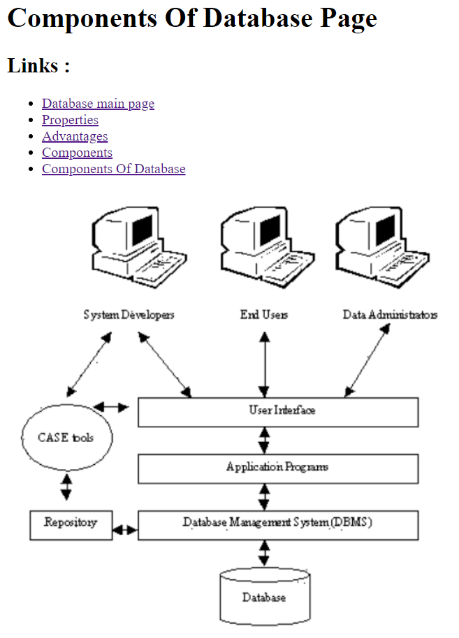 Components Of Database Page
Links :
Database main page
Properties
Advantages
Components
Components Of Database
System Developers
End Users
Data Administrators
User Interface
CASE tools
Application Programs
Repository
Database Management System (DBMS)
Database